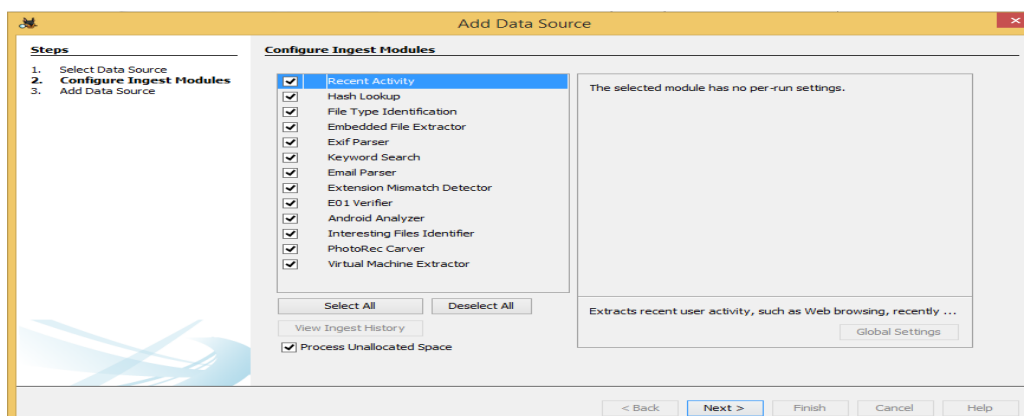 Add Data Source
Steps
1. Select Data Source
2. Configure Ingest Modules
3. Add Data Source
Configure Ingest Modules
Recent Activity
Hash Lookup
File Type Identification
Embedded File Extractor
Exif Parser
Keyword Search
Email Parser
Extension Mismatch Detector
E01 Verifier
Android Analyzer
Interesting Files Identifier
PhotoRec Carver
Virtual Machine Extractor
Select All
Deselect All
View Ingest History
Process Unallocated Space
The selected module has no per-run settings.
Extracts recent user activity, such as Web browsing, recently ...
Global Settings
< Back
Next >
Finish
Cancel
Help